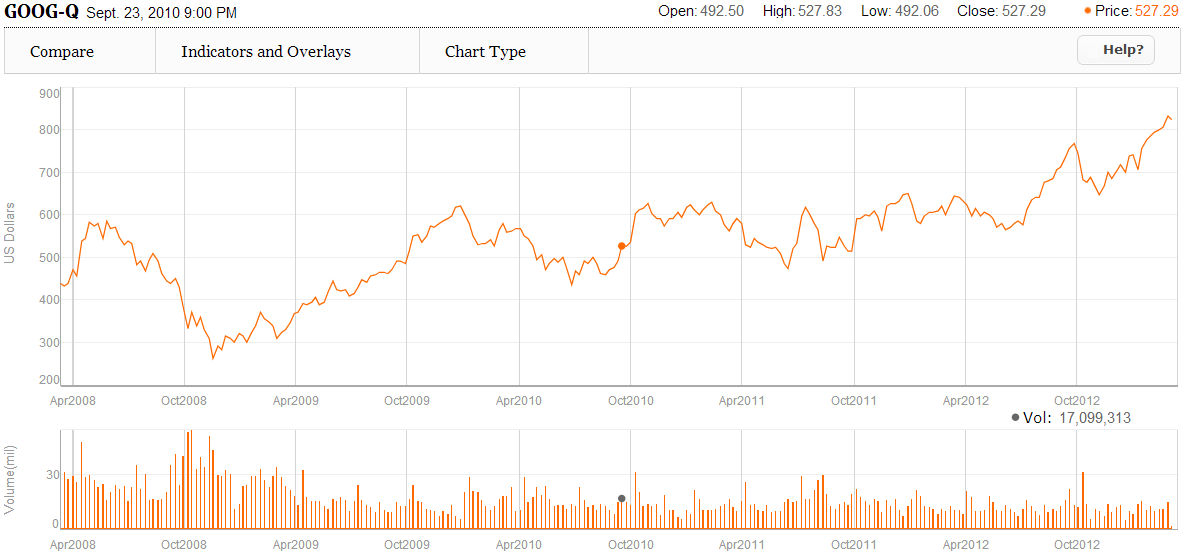 GOOG-Q Sept. 23, 2010 9:00 PM Open: 492.50 High: 527.83 Low: 492.06 Close: 527.29 Price: 527.29
Compare Indicators and Overlays Chart Type Help?
900
800
700
600
500
400
300
200
US Dollars
Apr2008 Oct2008 Apr2009 Oct2009 Apr2010 Oct2010 Apr2011 Oct2011 Apr2012 Oct2012
Vol: 17,099,313
30
0
Volume(mil)
Apr2008 Oct2008 Apr2009 Oct2009 Apr2010 Oct2010 Apr2011 Oct2011 Apr2012 Oct2012